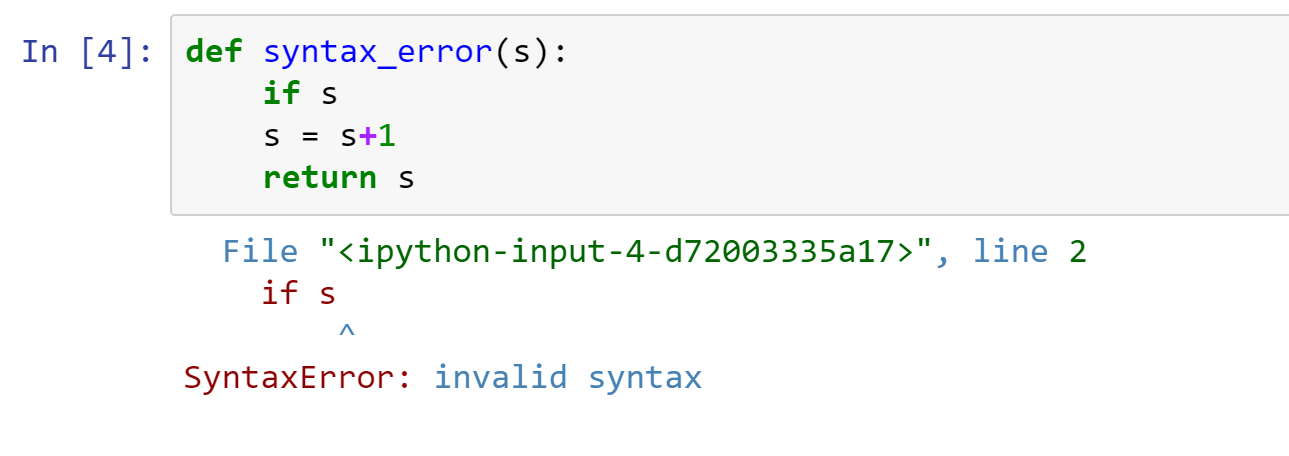 In [4]: def syntax_error(s):
    if s
    s = s+1
    return s
File "<ipython-input-4-d72003335a17>", line 2
    if s
        ^
SyntaxError: invalid syntax